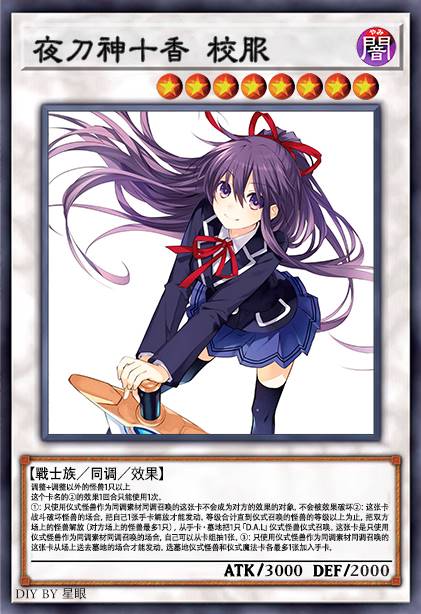 夜刀神十香 校服
やみ
闇
【戰士族／同调／效果】
调整+调整以外的怪兽1只以上
这个卡名的②的效果1回合只能使用1次。
①：只使用仪式怪兽作为同调素材同调召唤的这张卡不会成为对方的效果的对象，不会被效果破坏②：这张卡
战斗破坏怪兽的场合，把自己1张手卡解放才能发动。等级合计直到仪式召唤的怪兽的等级以上为止，把双方
场上的怪兽解放（对方场上的怪兽最多1只），从手卡·墓地把1只「D.A.L」仪式怪兽仪式召唤。这张卡是只使用
仪式怪兽作为同调素材同调召唤的场合，自己可以从卡组抽1张。③：只使用仪式怪兽作为同调素材同调召唤的
这张卡从场上送去墓地的场合才能发动。选墓地仪式怪兽和仪式魔法卡各最多1张加入手卡。
ATK/3000 DEF/2000
DIY BY 星眼